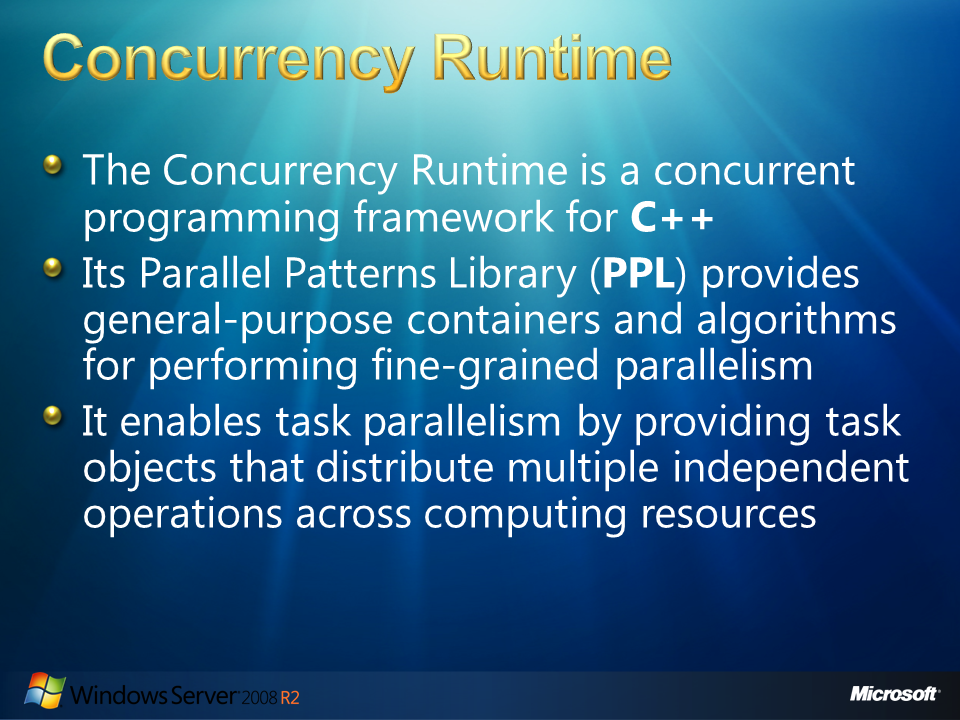 Concurrency Runtime
The Concurrency Runtime is a concurrent
programming framework for C++
Its Parallel Patterns Library (PPL) provides
general-purpose containers and algorithms
for performing fine-grained parallelism
It enables task parallelism by providing task
objects that distribute multiple independent
operations across computing resources
Windows Server 2008 R2
Microsoft